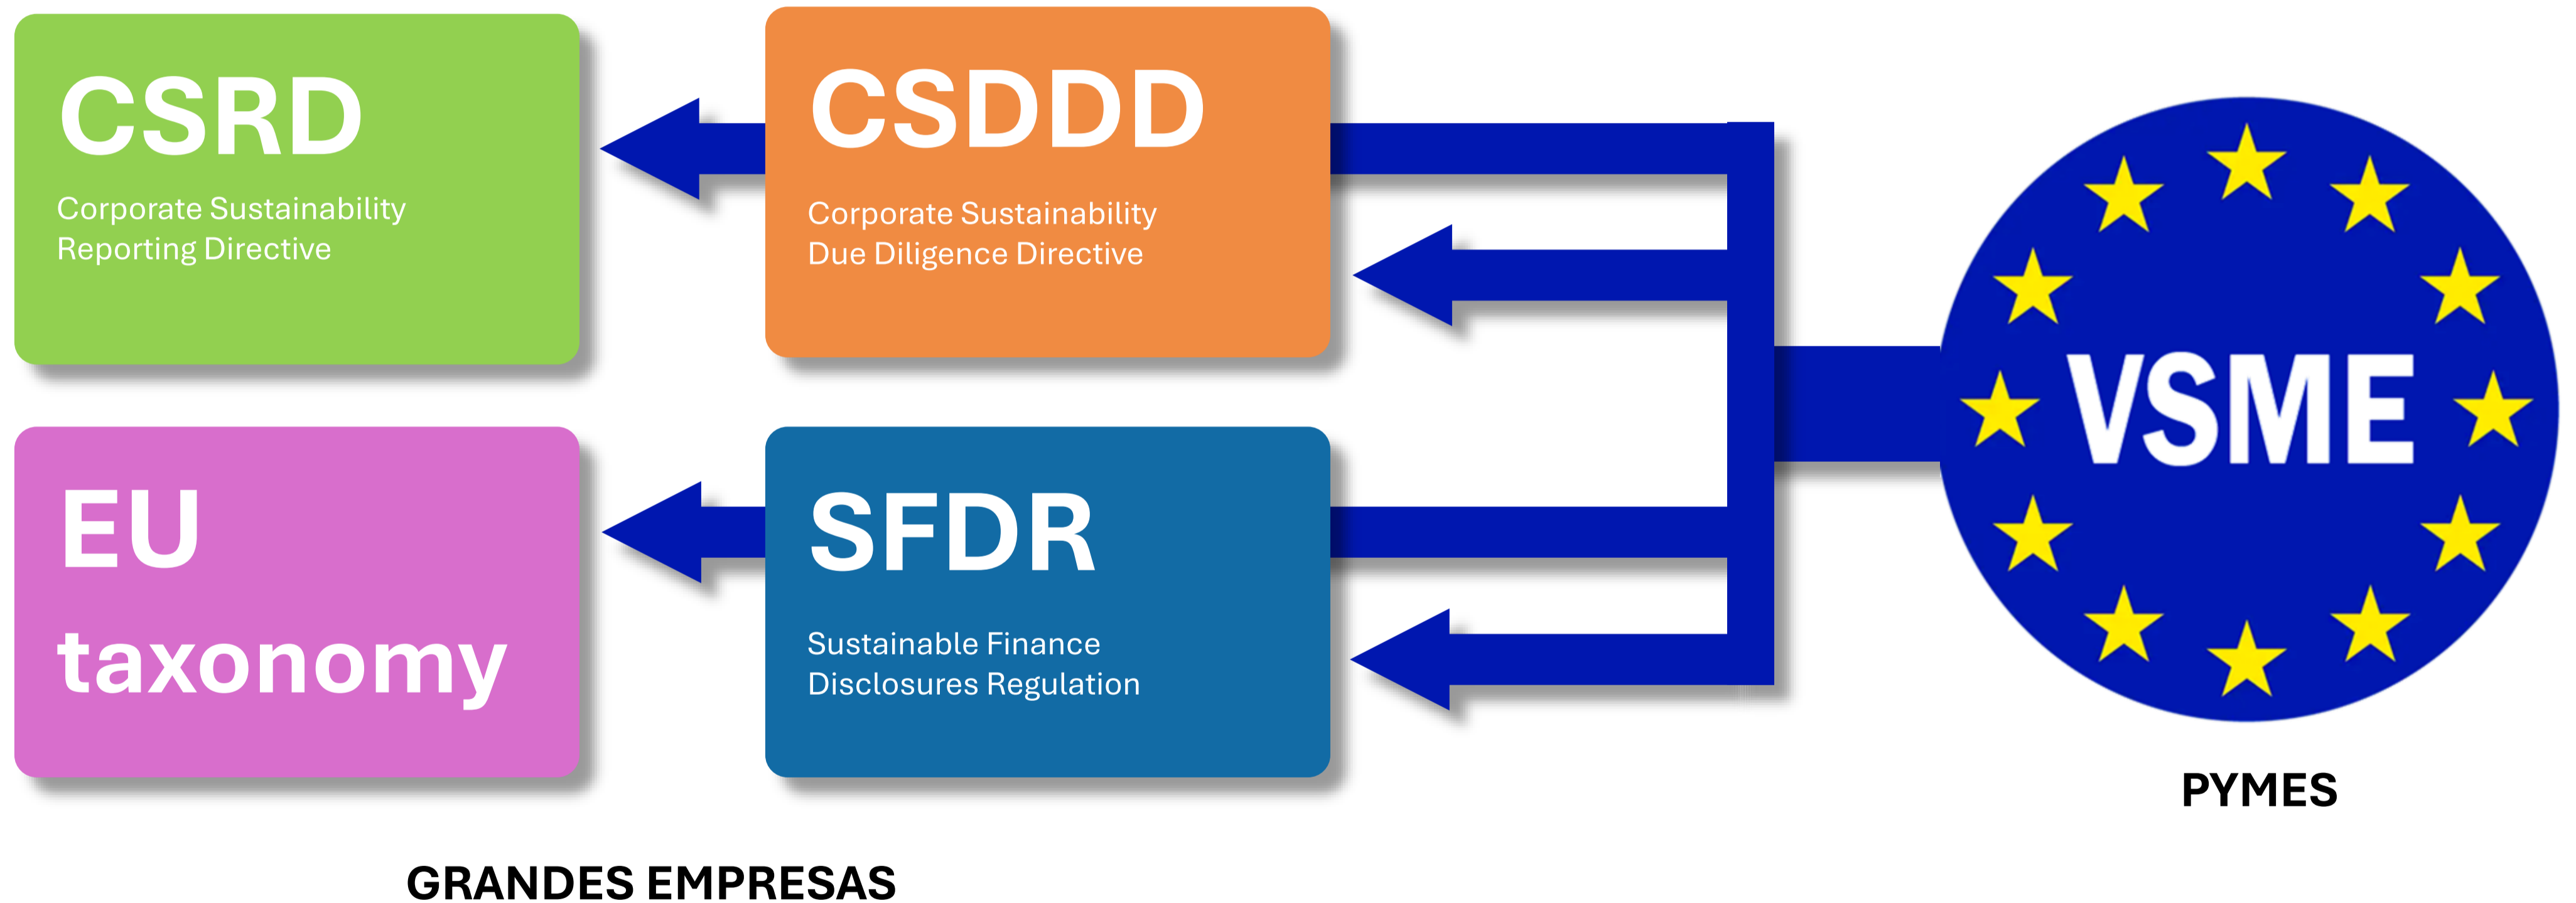 CSRD
Corporate Sustainability
Reporting Directive
CSDDD
Corporate Sustainability
Due Diligence Directive
EU
taxonomy
SFDR
Sustainable Finance
Disclosures Regulation
VSME
PYMES
GRANDES EMPRESAS